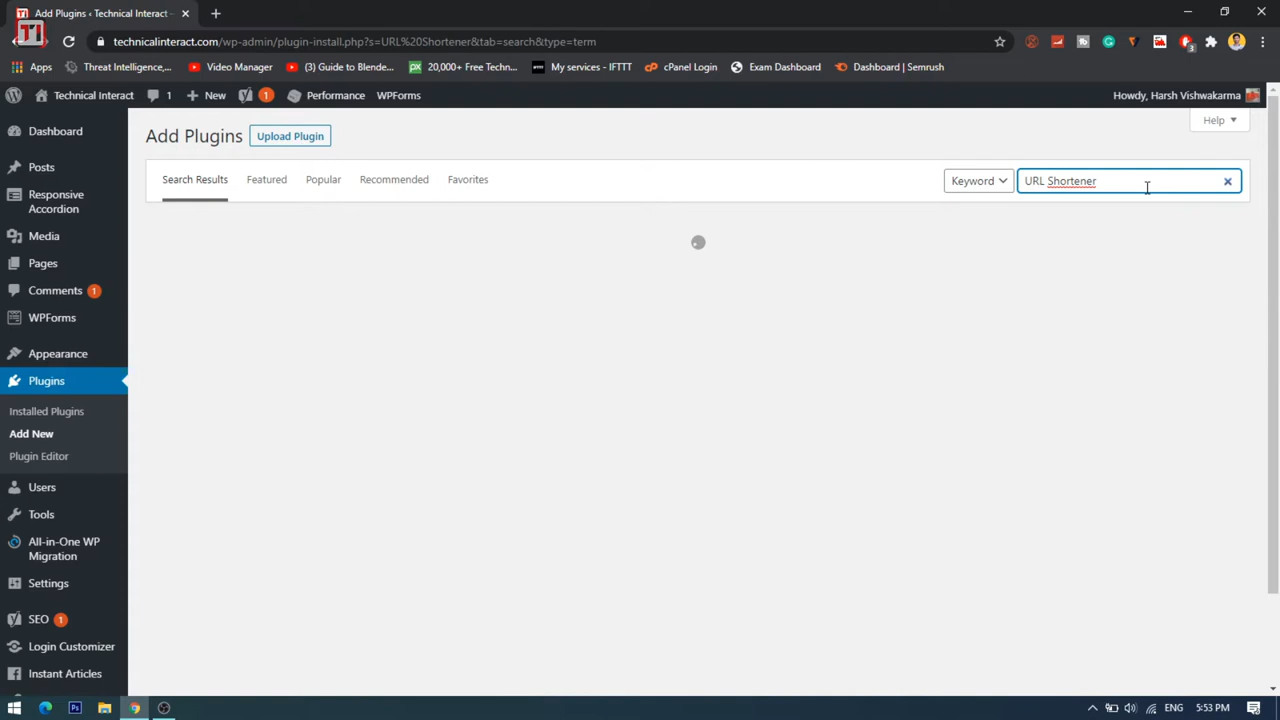 Add Plugins ‹ Technical Interact —
TI
technicalinteract.com/wp-admin/plugin-install.php?s=URL%20Shortener&tab=search&type=term
3
Apps
Threat Intelligence,...
Video Manager
(3) Guide to Blende...
20,000+ Free Techn...
My services - IFTTT
cPanel Login
Exam Dashboard
Dashboard | Semrush
Technical Interact
1
New
1
Performance
WPForms
Howdy, Harsh Vishwakarma
Help
Add Plugins
Upload Plugin
Search Results
Featured
Popular
Recommended
Favorites
Keyword
URL Shortener
Dashboard
Posts
Responsive
Accordion
Media
Pages
Comments 1
WPForms
Appearance
Plugins
Installed Plugins
Add New
Plugin Editor
Users
Tools
All-in-One WP
Migration
Settings
SEO 1
Login Customizer
Instant Articles
Ps
ENG
5:53 PM